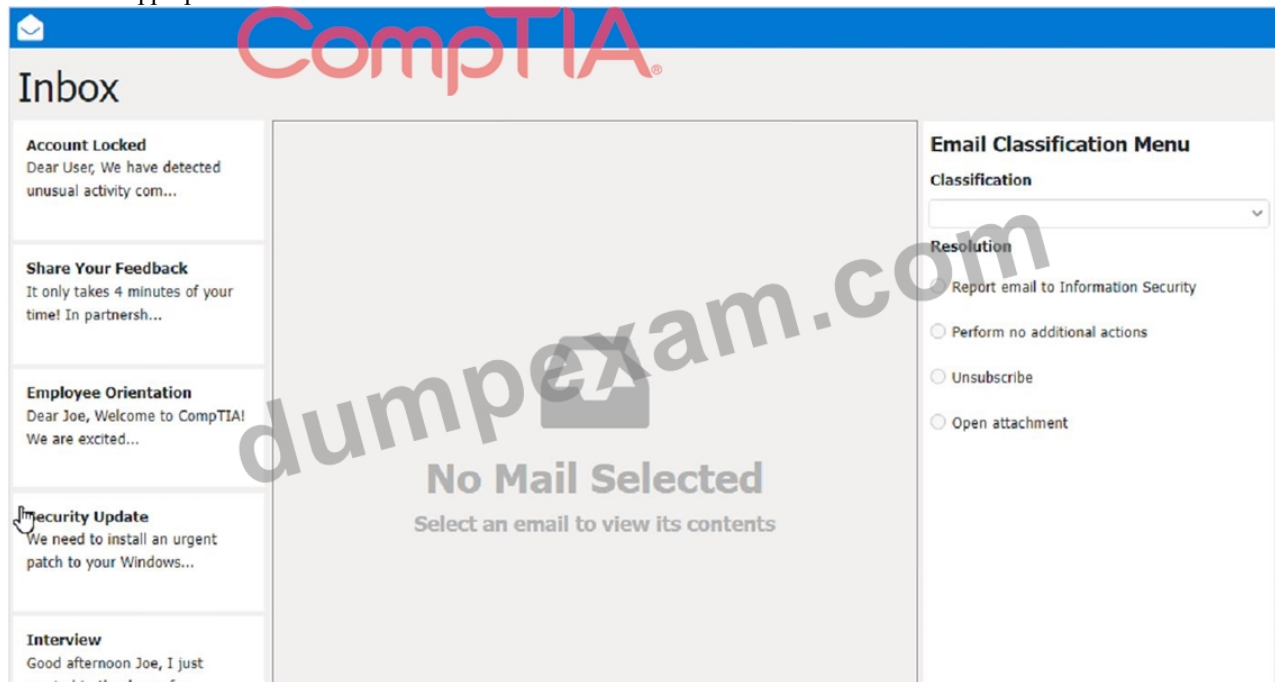 CompTIA®
Inbox
Account Locked
Dear User, We have detected
unusual activity com...
Share Your Feedback
It only takes 4 minutes of your
time! In partnersh...
Employee Orientation
Dear Joe, Welcome to CompTIA!
We are excited...
Security Update
We need to install an urgent
patch to your Windows...
Interview
Good afternoon Joe, I just
No Mail Selected
Select an email to view its contents
Email Classification Menu
Classification
Resolution
Report email to Information Security
Perform no additional actions
Unsubscribe
Open attachment
dumpexam.com